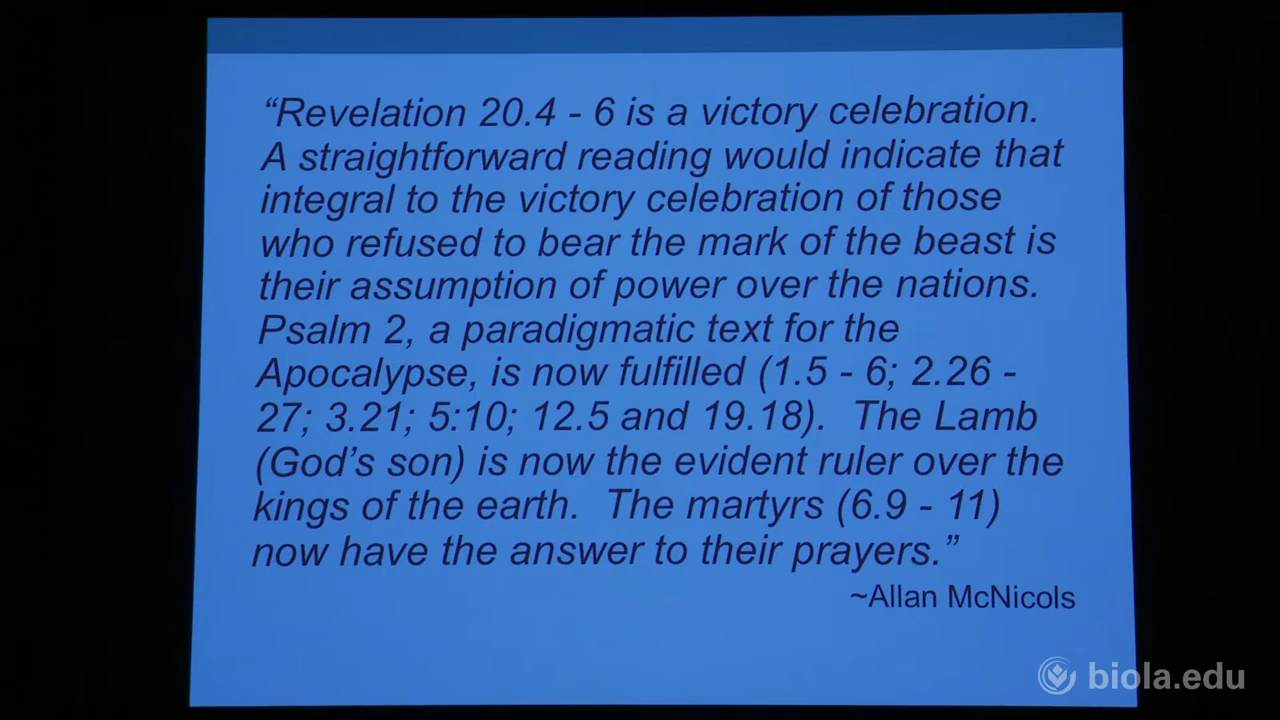 “Revelation 20.4 - 6 is a victory celebration.
A straightforward reading would indicate that
integral to the victory celebration of those
who refused to bear the mark of the beast is
their assumption of power over the nations.
Psalm 2, a paradigmatic text for the
Apocalypse, is now fulfilled (1.5 - 6; 2.26 -
27; 3.21; 5:10; 12.5 and 19.18).  The Lamb
(God’s son) is now the evident ruler over the
kings of the earth.  The martyrs (6.9 - 11)
now have the answer to their prayers.”
~Allan McNicols
biola.edu